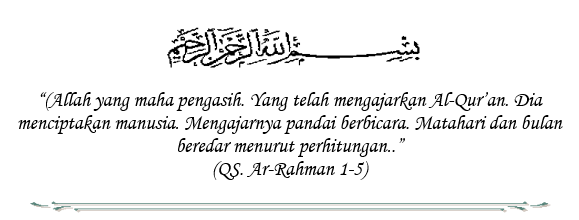 بسم الله الرحمن الرحيم
“(Allah yang maha pengasih. Yang telah mengajarkan Al-Qur’an. Dia
menciptakan manusia. Mengajarnya pandai berbicara. Matahari dan bulan
beredar menurut perhitungan..”
(QS. Ar-Rahman 1-5)